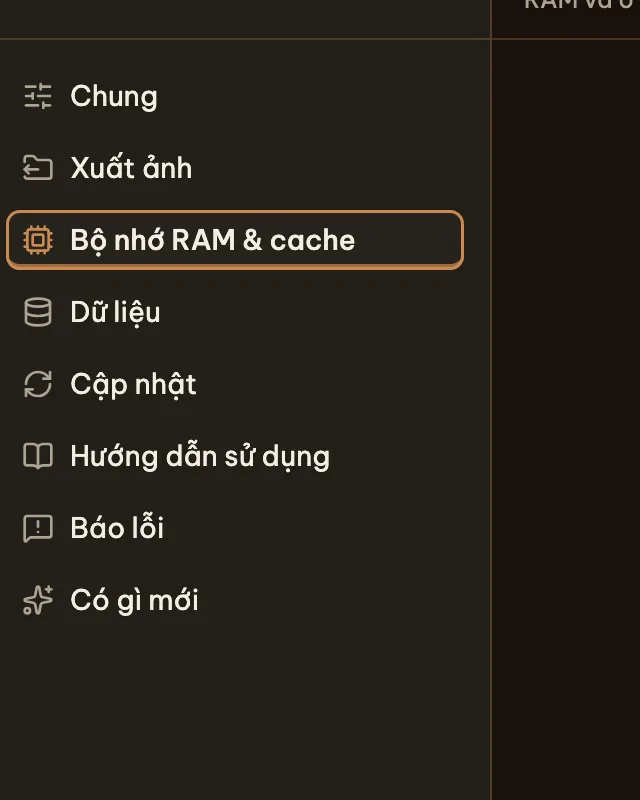 Chung
Xuất ảnh
Bộ nhớ RAM & cache
Dữ liệu
Cập nhật
Hướng dẫn sử dụng
Báo lỗi
Có gì mới